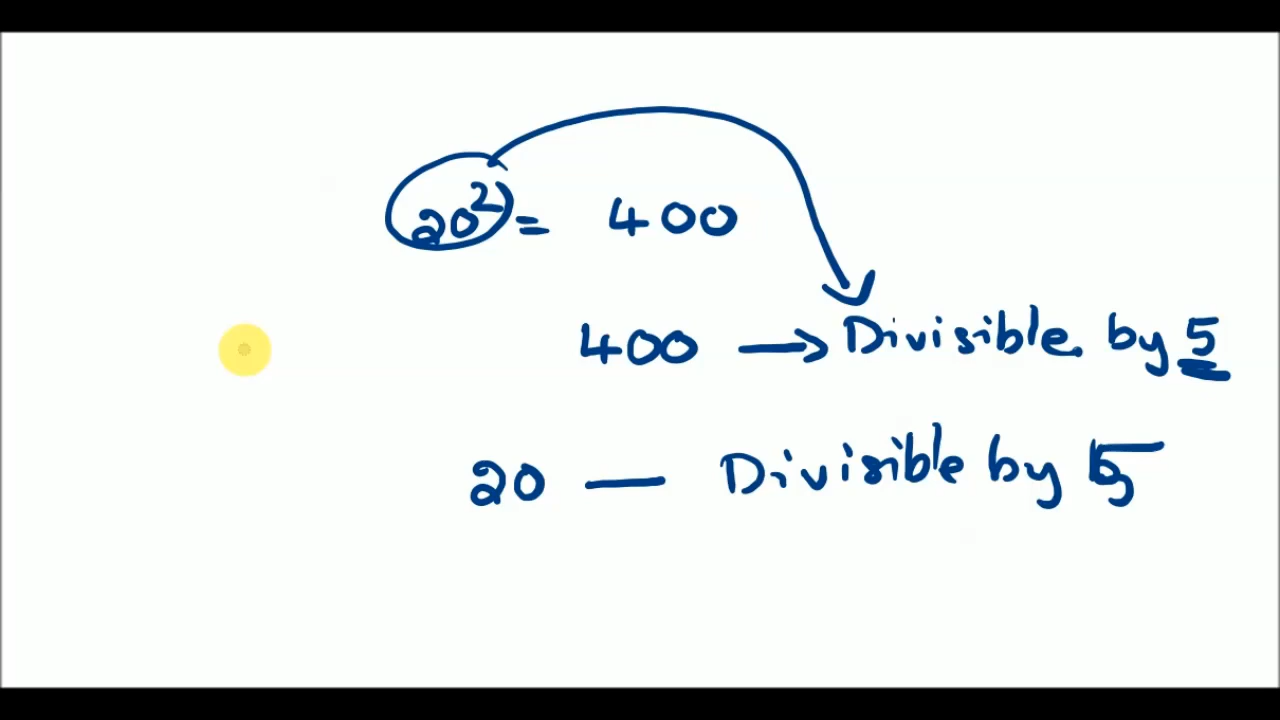 20² = 400
400 → Divisible by 5
20 — Divisible by 5